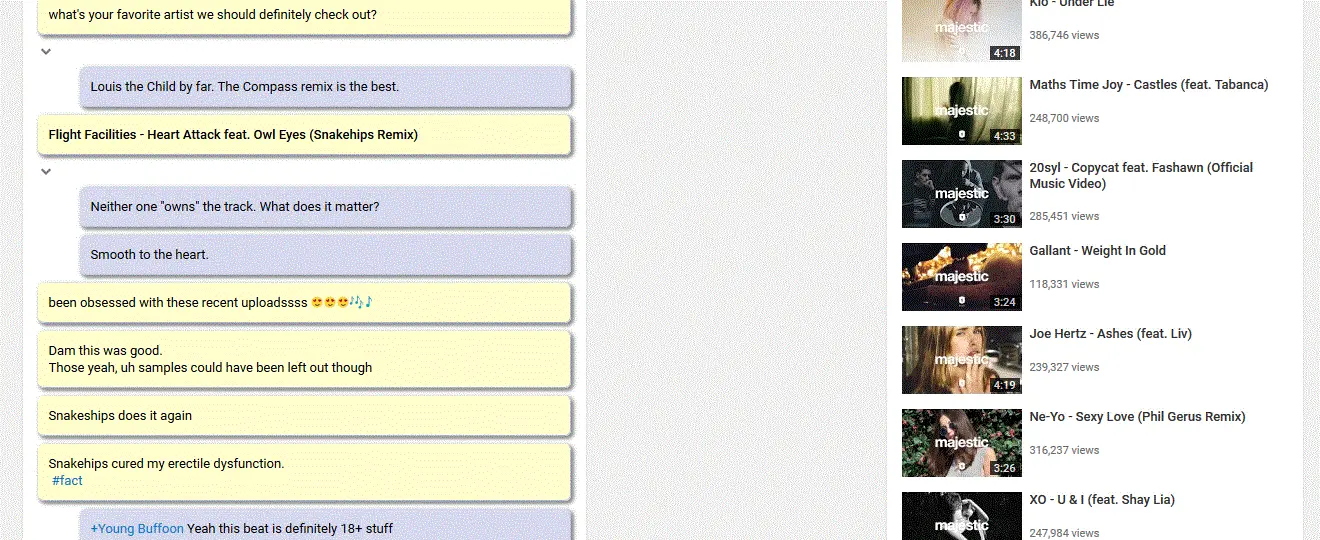 what's your favorite artist we should definitely check out?
Louis the Child by far. The Compass remix is the best.
Flight Facilities - Heart Attack feat. Owl Eyes (Snakehips Remix)
Neither one "owns" the track. What does it matter?
Smooth to the heart.
been obsessed with these recent uploadssss 😍😍😍🎶🎵
Dam this was good.
Those yeah, uh samples could have been left out though
Snakeships does it again
Snakehips cured my erectile dysfunction.
#fact
+Young Buffoon Yeah this beat is definitely 18+ stuff
Klo - Under Lie
386,746 views
majestic
4:18
Maths Time Joy - Castles (feat. Tabanca)
248,700 views
majestic
4:33
20syl - Copycat feat. Fashawn (Official
Music Video)
285,451 views
majestic
3:30
Gallant - Weight In Gold
118,331 views
majestic
3:24
Joe Hertz - Ashes (feat. Liv)
239,327 views
majestic
4:19
Ne-Yo - Sexy Love (Phil Gerus Remix)
316,237 views
majestic
3:26
XO - U & I (feat. Shay Lia)
247,984 views
majestic